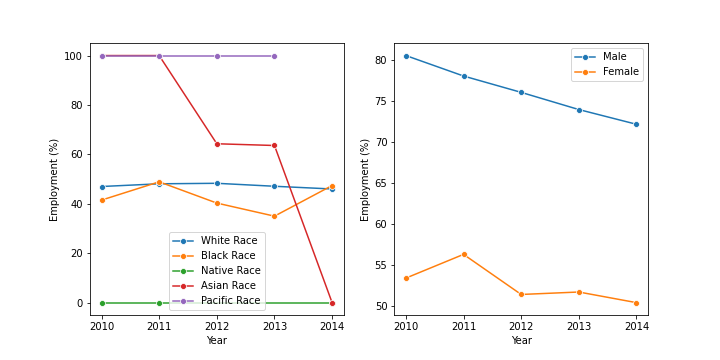 100
80
60
40
20
0
Employment (%)
2010 2011 2012 2013 2014
Year
White Race
Black Race
Native Race
Asian Race
Pacific Race
80
75
70
65
60
55
50
Employment (%)
2010 2011 2012 2013 2014
Year
Male
Female